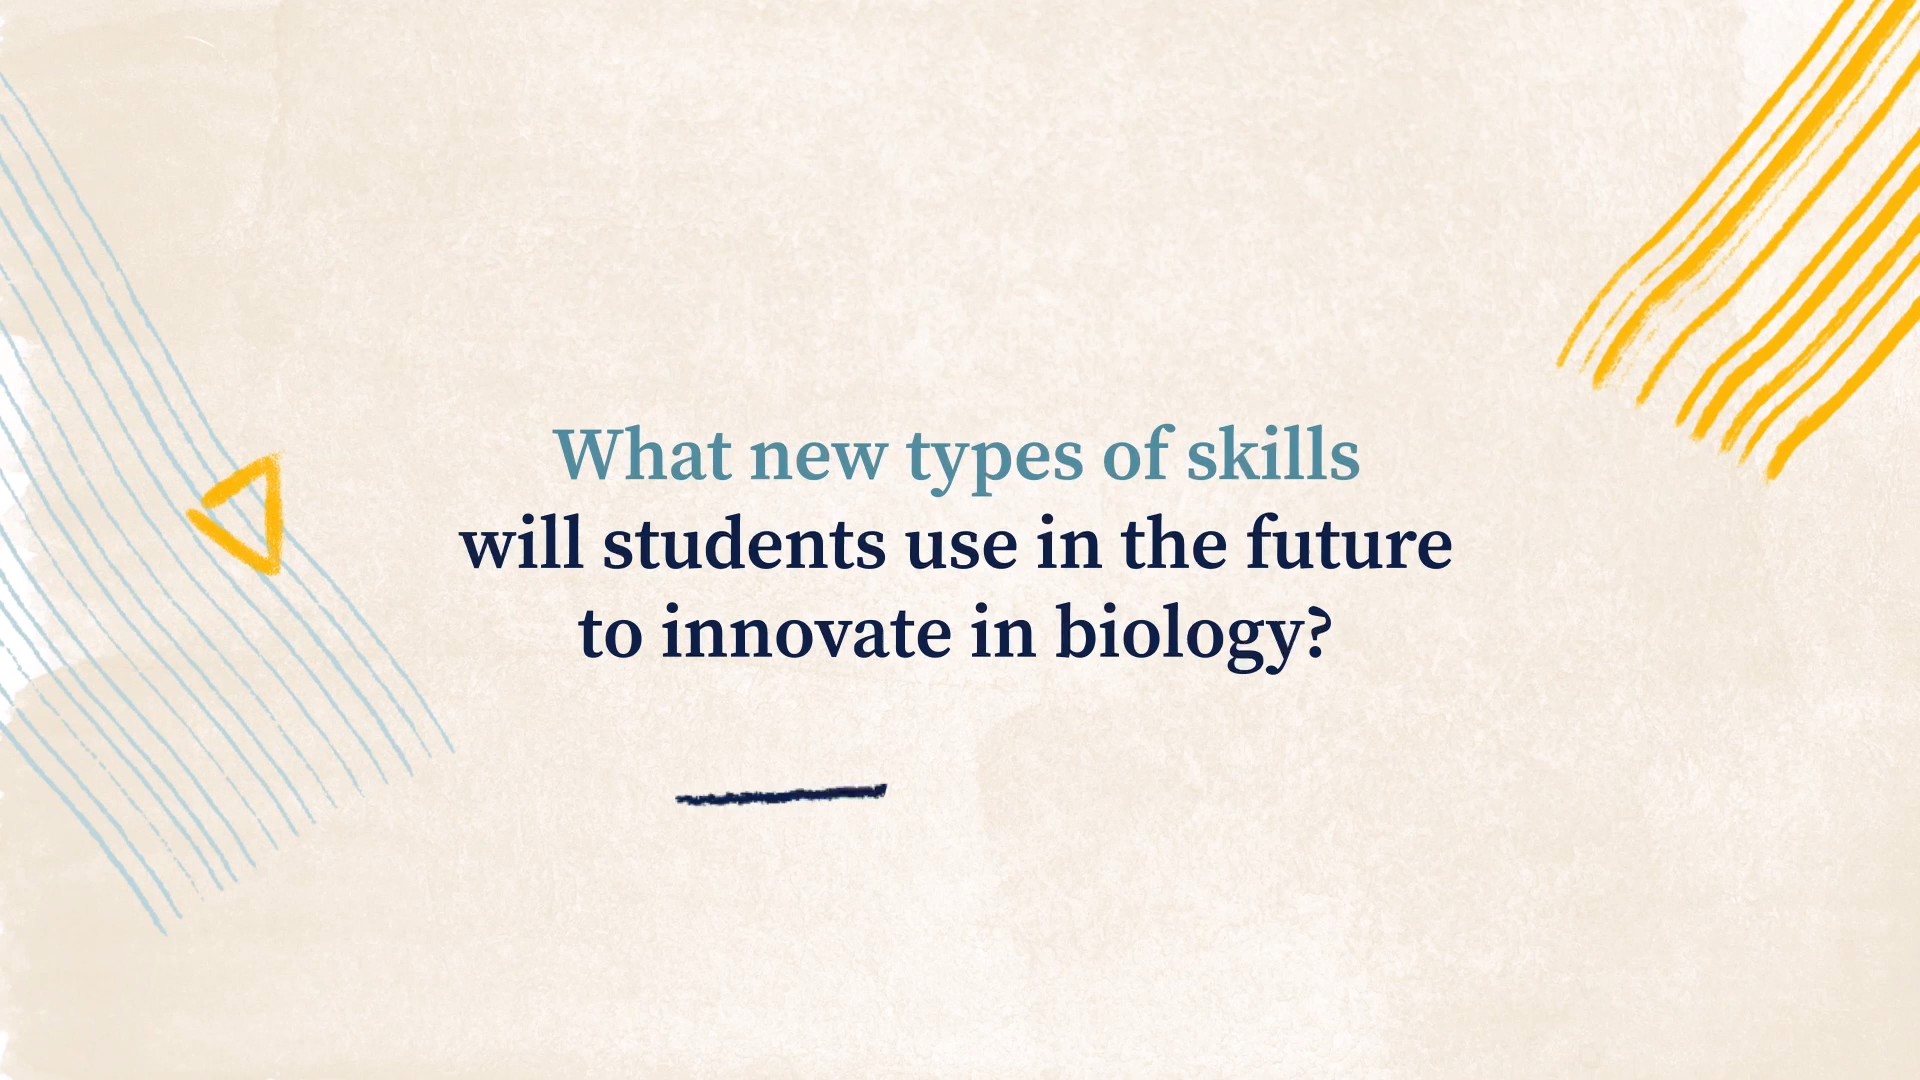 What new types of skills
will students use in the future
to innovate in biology?